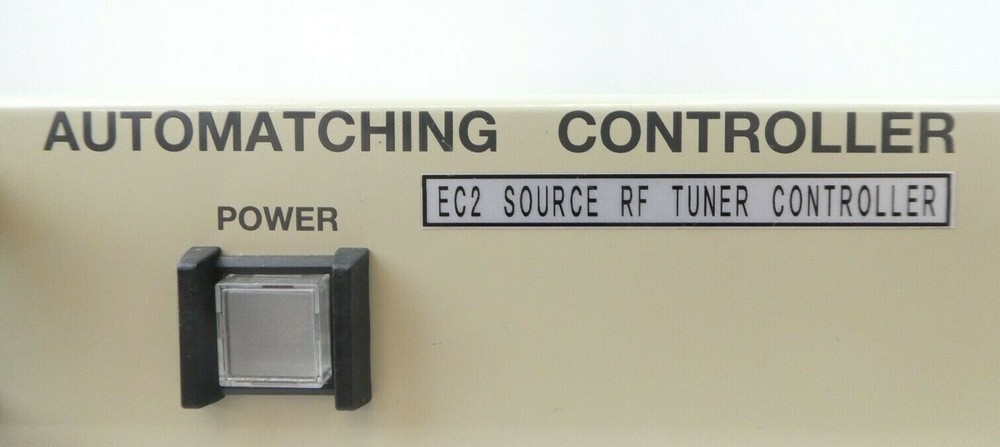 AUTOMATCHING CONTROLLER
EC2 SOURCE RF TUNER CONTROLLER
POWER